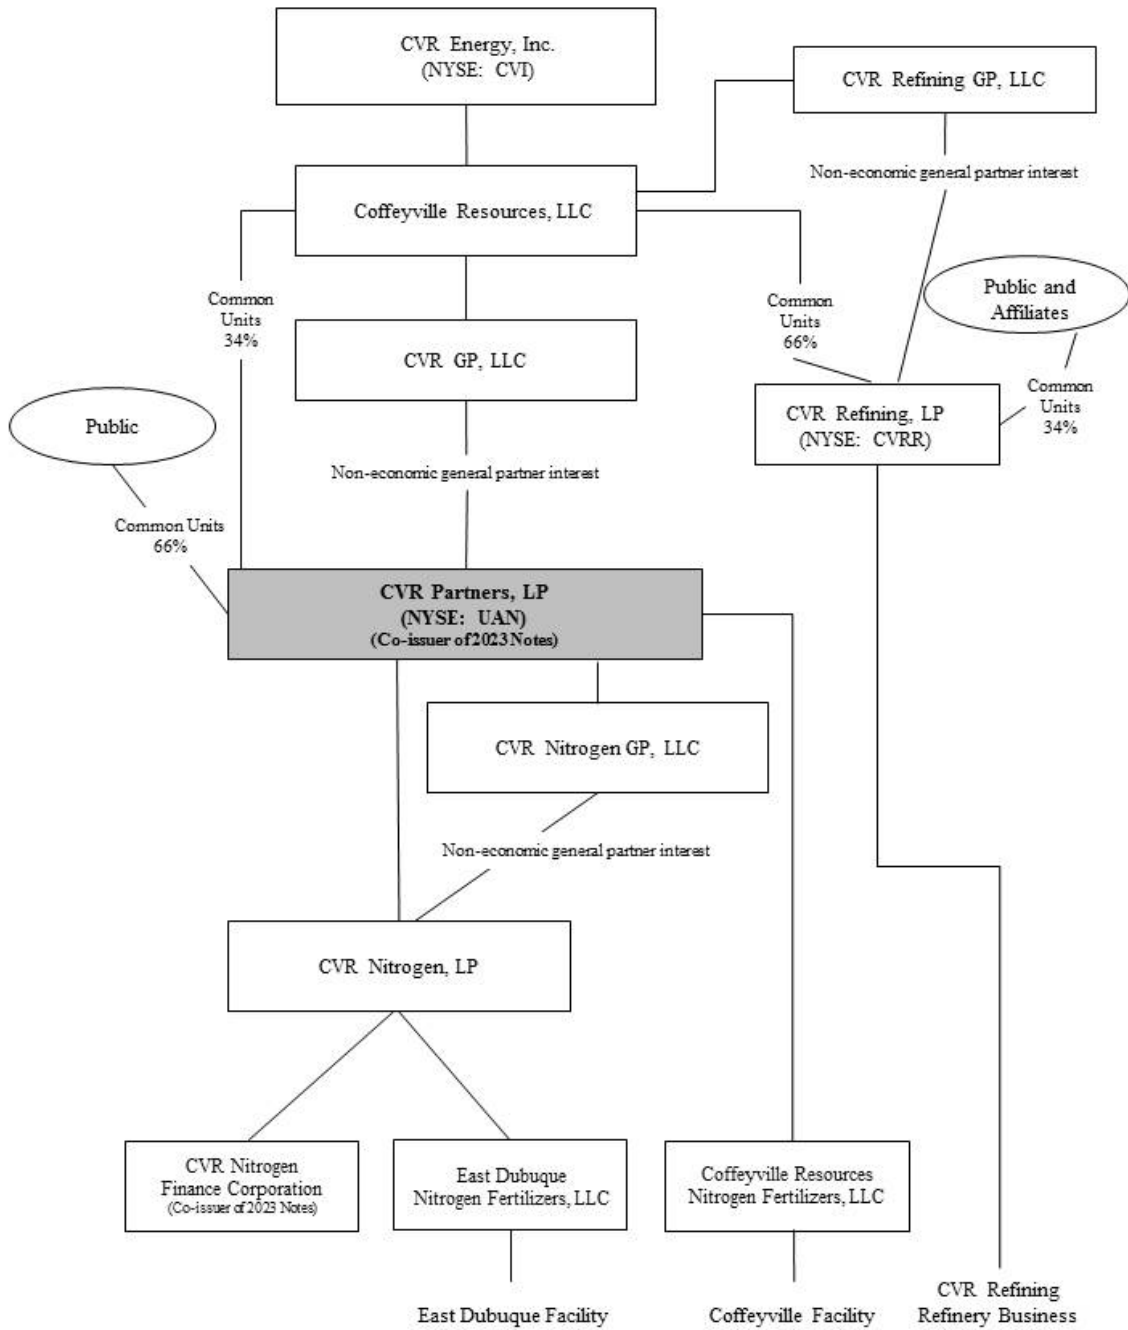 CVR Energy, Inc.
(NYSE: CVI)
CVR Refining GP, LLC
Non-economic general partner interest
Coffeyville Resources, LLC
Common
Units
34%
Common
Units
66%
Public and
Affiliates
CVR GP, LLC
Common
Units
34%
CVR Refining, LP
(NYSE: CVRR)
Public
Non-economic general partner interest
Common Units
66%
CVR Partners, LP
(NYSE: UAN)
(Co-issuer of 2023 Notes)
CVR Nitrogen GP, LLC
Non-economic general partner interest
CVR Nitrogen, LP
CVR Nitrogen
Finance Corporation
(Co-issuer of 2023 Notes)
East Dubuque
Nitrogen Fertilizers, LLC
Coffeyville Resources
Nitrogen Fertilizers, LLC
East Dubuque Facility
Coffeyville Facility
CVR Refining
Refinery Business